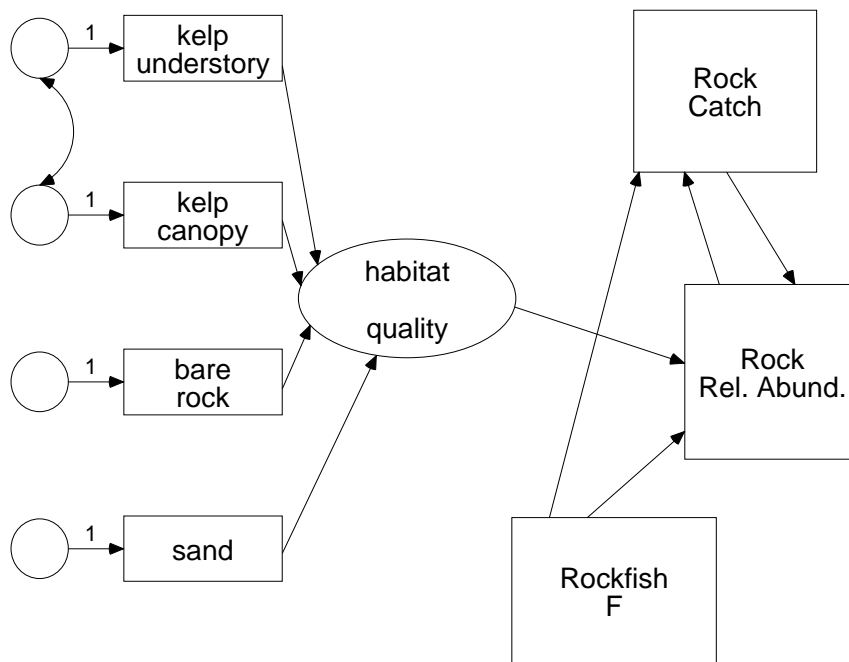 1
kelp
understory
1
kelp
canopy
1
bare
rock
1
sand
habitat
quality
Rock
Catch
Rock
Rel. Abund.
Rockfish
F